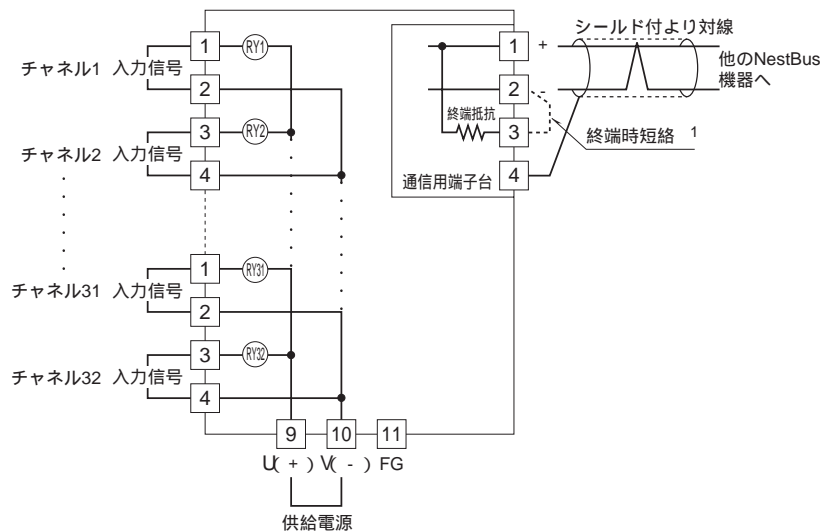 シールド付より対線
チャネル1 入力信号
1
RY1
2
1
+
2
-
他のNestBus
機器へ
終端抵抗
3
終端時短絡 1
通信用端子台
4
チャネル2 入力信号
3
RY2
4
チャネル31 入力信号
1
RY31
2
チャネル32 入力信号
3
RY32
4
9
10
11
U( + )
V( - )
FG
供給電源